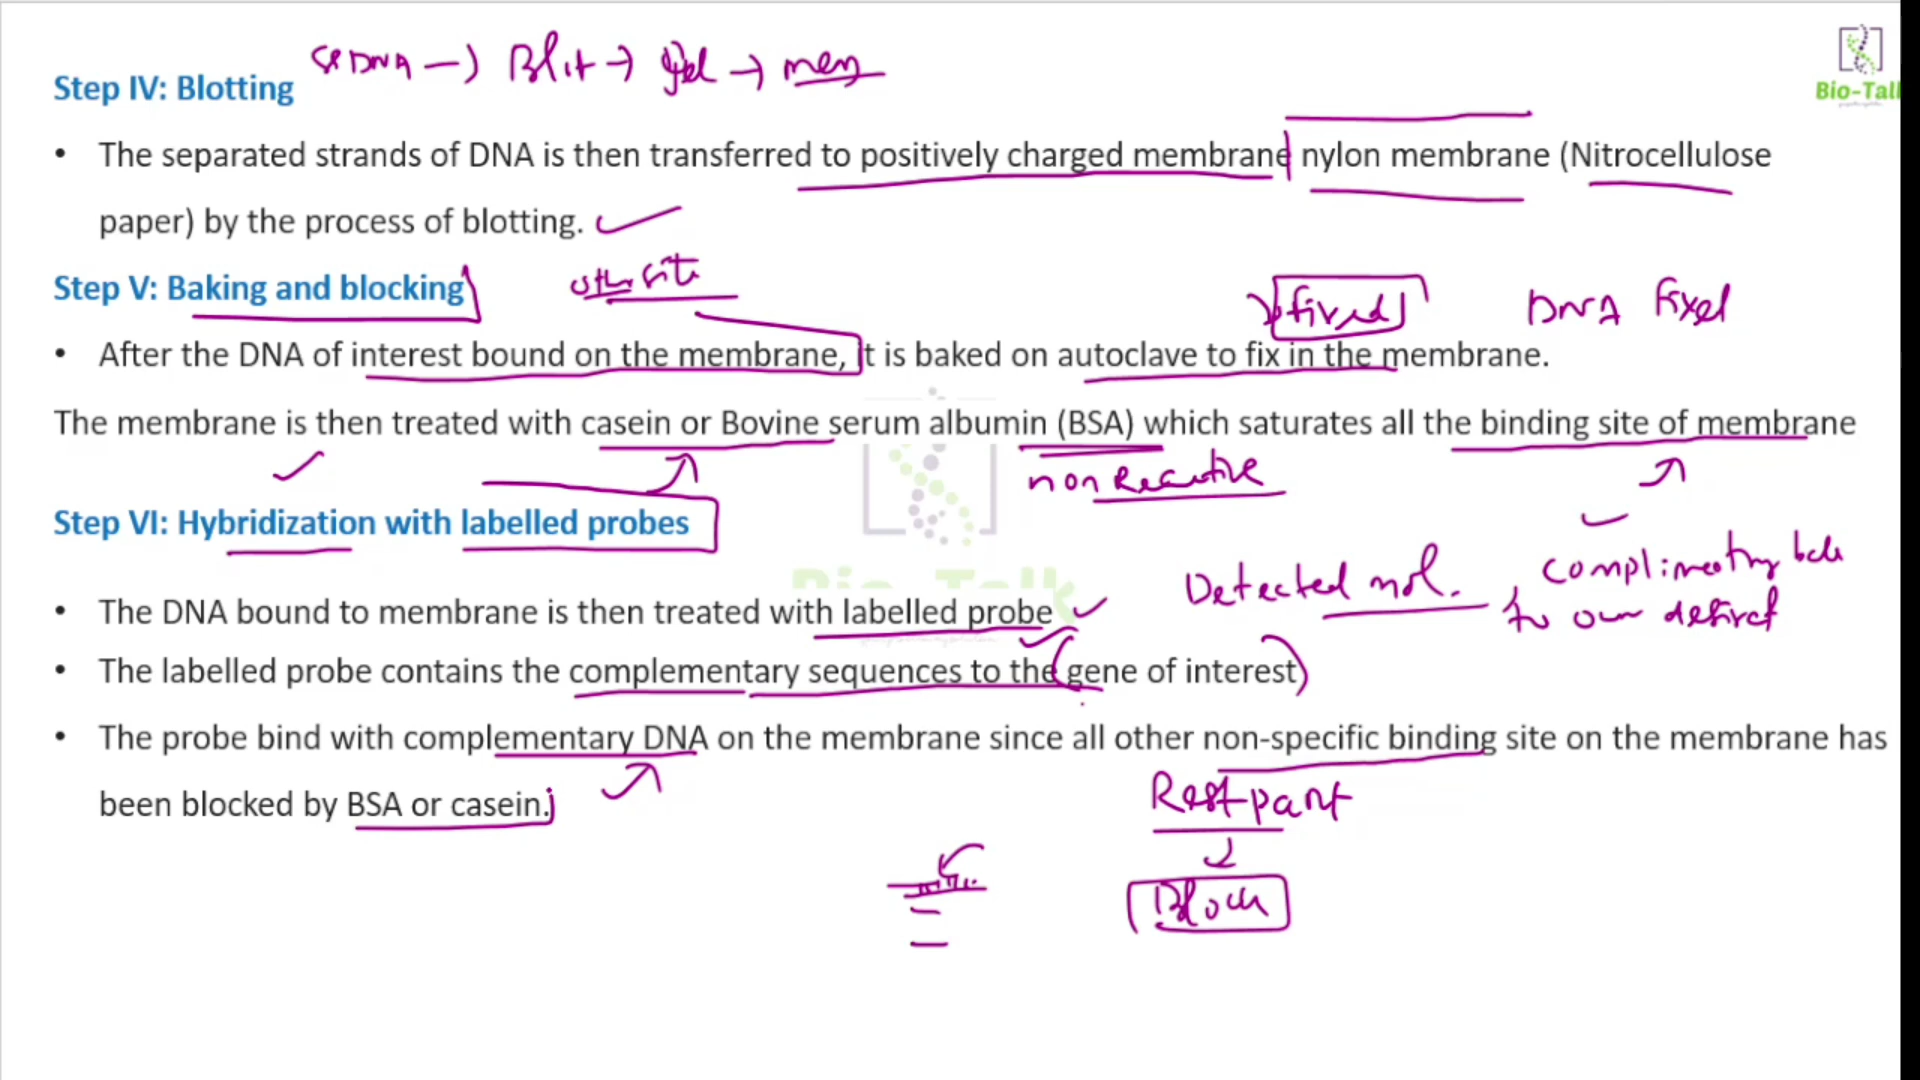 SSDNA → Blot → gel → mem
Step IV: Blotting
Bio-Tall
• The separated strands of DNA is then transferred to positively charged membrane nylon membrane (Nitrocellulose
paper) by the process of blotting.
other site
Step V: Baking and blocking
fixed
DNA fixed
• After the DNA of interest bound on the membrane, it is baked on autoclave to fix in the membrane.
The membrane is then treated with casein or Bovine serum albumin (BSA) which saturates all the binding site of membrane
non Reactive
Step VI: Hybridization with labelled probes
Detected mol.
to our
• The DNA bound to membrane is then treated with labelled probe
• The labelled probe contains the complementary sequences to the (gene of interest)
• The probe bind with complementary DNA on the membrane since all other non-specific binding site on the membrane has
been blocked by BSA or casein.
Rest part
Block